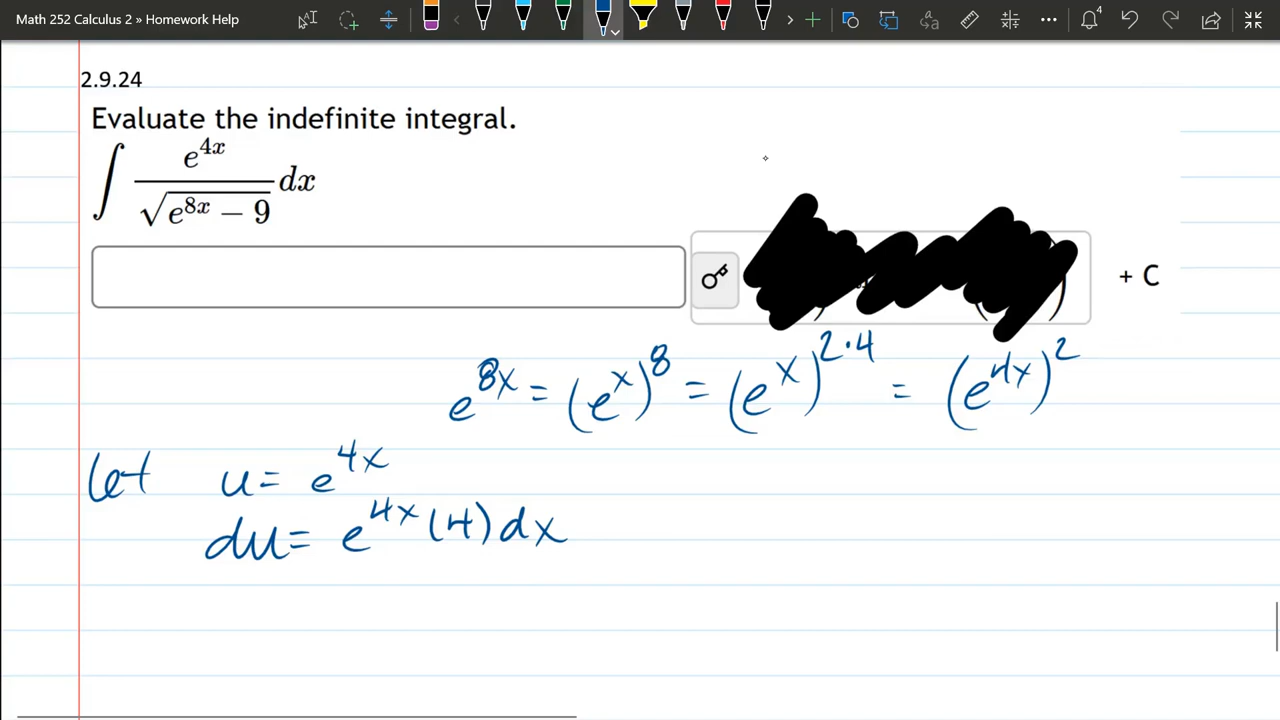 Math 252 Calculus 2 » Homework Help
4
2.9.24
Evaluate the indefinite integral.
∫ e^{4x} / √(e^{8x} − 9) dx
( ) + C
e^{8x} = (e^x)^8 = (e^x)^{2·4} = (e^{4x})^2
let u = e^{4x}
du = e^{4x}(4)dx